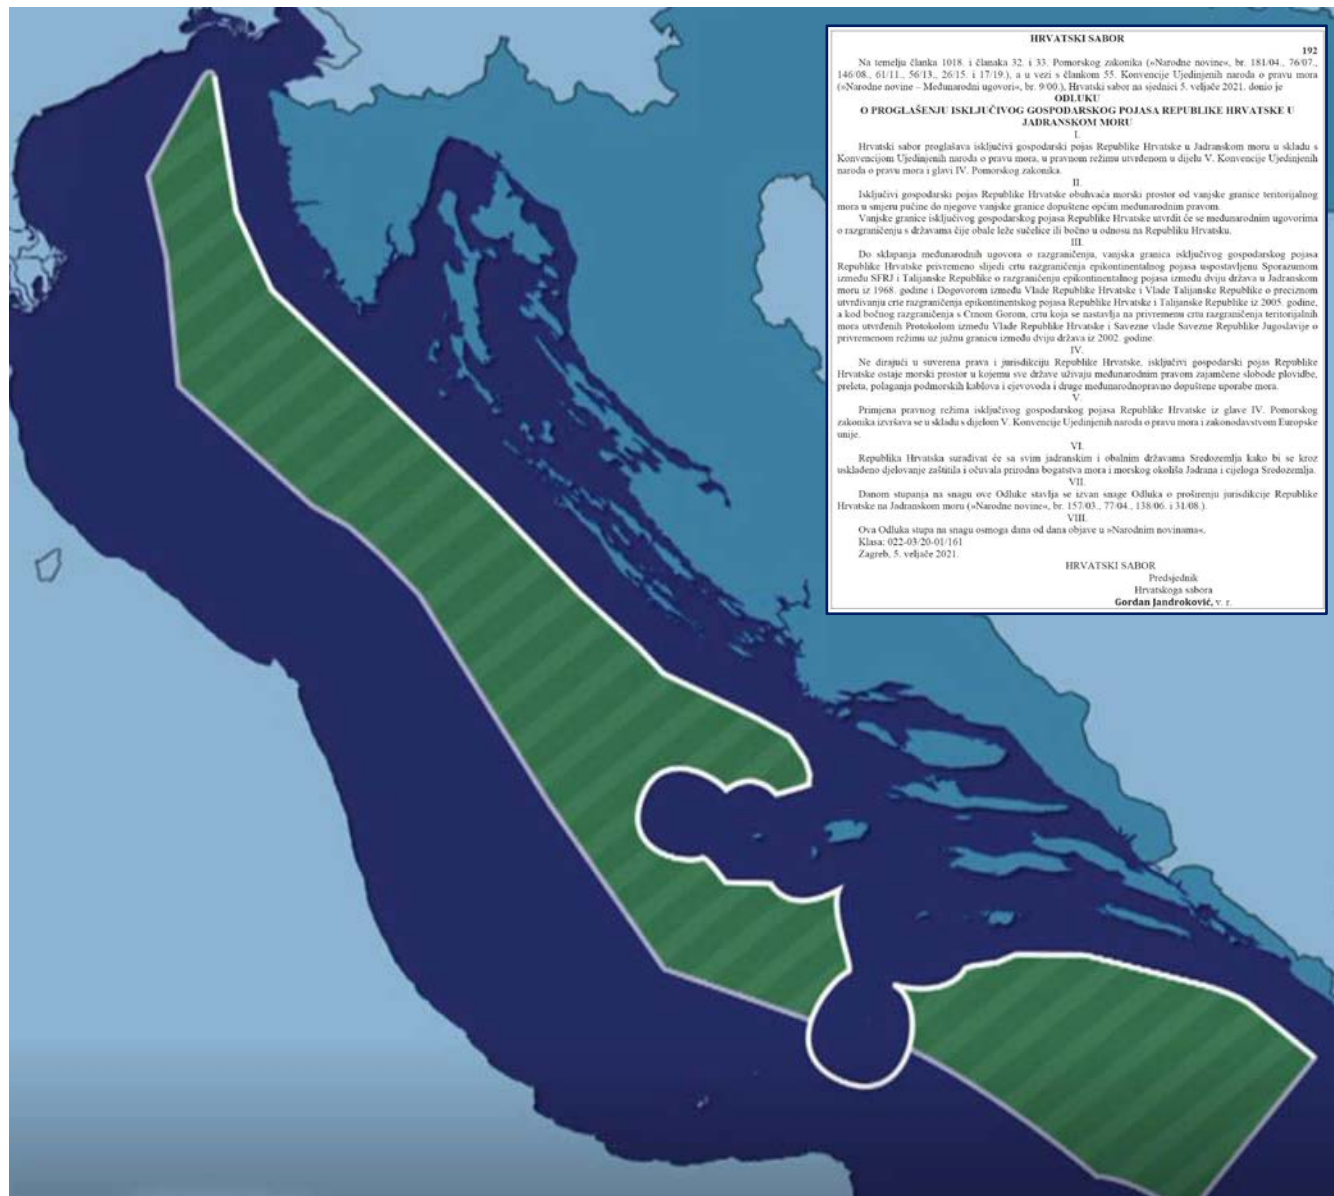 HRVATSKI SABOR
192
Na temelju članka 1018. i članaka 32. i 33. Pomorskog zakonika (»Narodne novine«, br. 181/04., 76/07.,
146/08., 61/11., 56/13., 26/15. i 17/19.), a u vezi s člankom 55. Konvencije Ujedinjenih naroda o pravu mora
(»Narodne novine – Međunarodni ugovori«, br. 9/00.), Hrvatski sabor na sjednici 5. veljače 2021. donio je
ODLUKU
O PROGLAŠENJU ISKLJUČIVOG GOSPODARSKOG POJASA REPUBLIKE HRVATSKE U
JADRANSKOM MORU
I.
Hrvatski sabor proglašava isključivi gospodarski pojas Republike Hrvatske u Jadranskom moru u skladu s
Konvencijom Ujedinjenih naroda o pravu mora, u pravnom režimu utvrđenom u dijelu V. Konvencije Ujedinjenih
naroda o pravu mora i glavi IV. Pomorskog zakonika.
II.
Isključivi gospodarski pojas Republike Hrvatske obuhvaća morski prostor od vanjske granice teritorijalnog
mora u smjeru pučine do njegove vanjske granice dopuštene općim međunarodnim pravom.
Vanjske granice isključivog gospodarskog pojasa Republike Hrvatske utvrdit će se međunarodnim ugovorima
o razgraničenju s državama čije obale leže sučelice ili bočno u odnosu na Republiku Hrvatsku.
III.
Do sklapanja međunarodnih ugovora o razgraničenju, vanjska granica isključivog gospodarskog pojasa
Republike Hrvatske privremeno slijedi crtu razgraničenja epikontinentalnog pojasa uspostavljenu Sporazumom
između SFRJ i Talijanske Republike o razgraničenju epikontinentalnog pojasa između dviju država u Jadranskom
moru iz 1968. godine i Dogovorom između Vlade Republike Hrvatske i Vlade Talijanske Republike o preciznom
utvrđivanju crte razgraničenja epikontinentskog pojasa Republike Hrvatske i Talijanske Republike iz 2005. godine,
a kod bočnog razgraničenja s Crnom Gorom, crtu koja se nastavlja na privremenu crtu razgraničenja teritorijalnih
mora utvrđenih Protokolom između Vlade Republike Hrvatske i Savezne vlade Savezne Republike Jugoslavije o
privremenom režimu uz južnu granicu između dviju država iz 2002. godine.
IV.
Ne dirajući u suverena prava i jurisdikciju Republike Hrvatske, isključivi gospodarski pojas Republike
Hrvatske ostaje morski prostor u kojemu sve države uživaju međunarodnim pravom zajamčene slobode plovidbe,
preleta, polaganja podmorskih kablova i cjevovoda i druge međunarodnopravno dopuštene uporabe mora.
V.
Primjena pravnog režima isključivog gospodarskog pojasa Republike Hrvatske iz glave IV. Pomorskog
zakonika izvršava se u skladu s dijelom V. Konvencije Ujedinjenih naroda o pravu mora i zakonodavstvom Europske
unije.
VI.
Republika Hrvatska surađivat će sa svim jadranskim i obalnim državama Sredozemlja kako bi se kroz
usklađeno djelovanje zaštitila i očuvala prirodna bogatstva mora i morskog okoliša Jadrana i cijeloga Sredozemlja.
VII.
Danom stupanja na snagu ove Odluke stavlja se izvan snage Odluka o proširenju jurisdikcije Republike
Hrvatske na Jadranskom moru (»Narodne novine«, br. 157/03., 77/04., 138/06. i 31/08.).
VIII.
Ova Odluka stupa na snagu osmoga dana od dana objave u »Narodnim novinama«.
Klasa: 022-03/20-01/161
Zagreb, 5. veljače 2021.
HRVATSKI SABOR
Predsjednik
Hrvatskoga sabora
Gordan Jandroković, v. r.